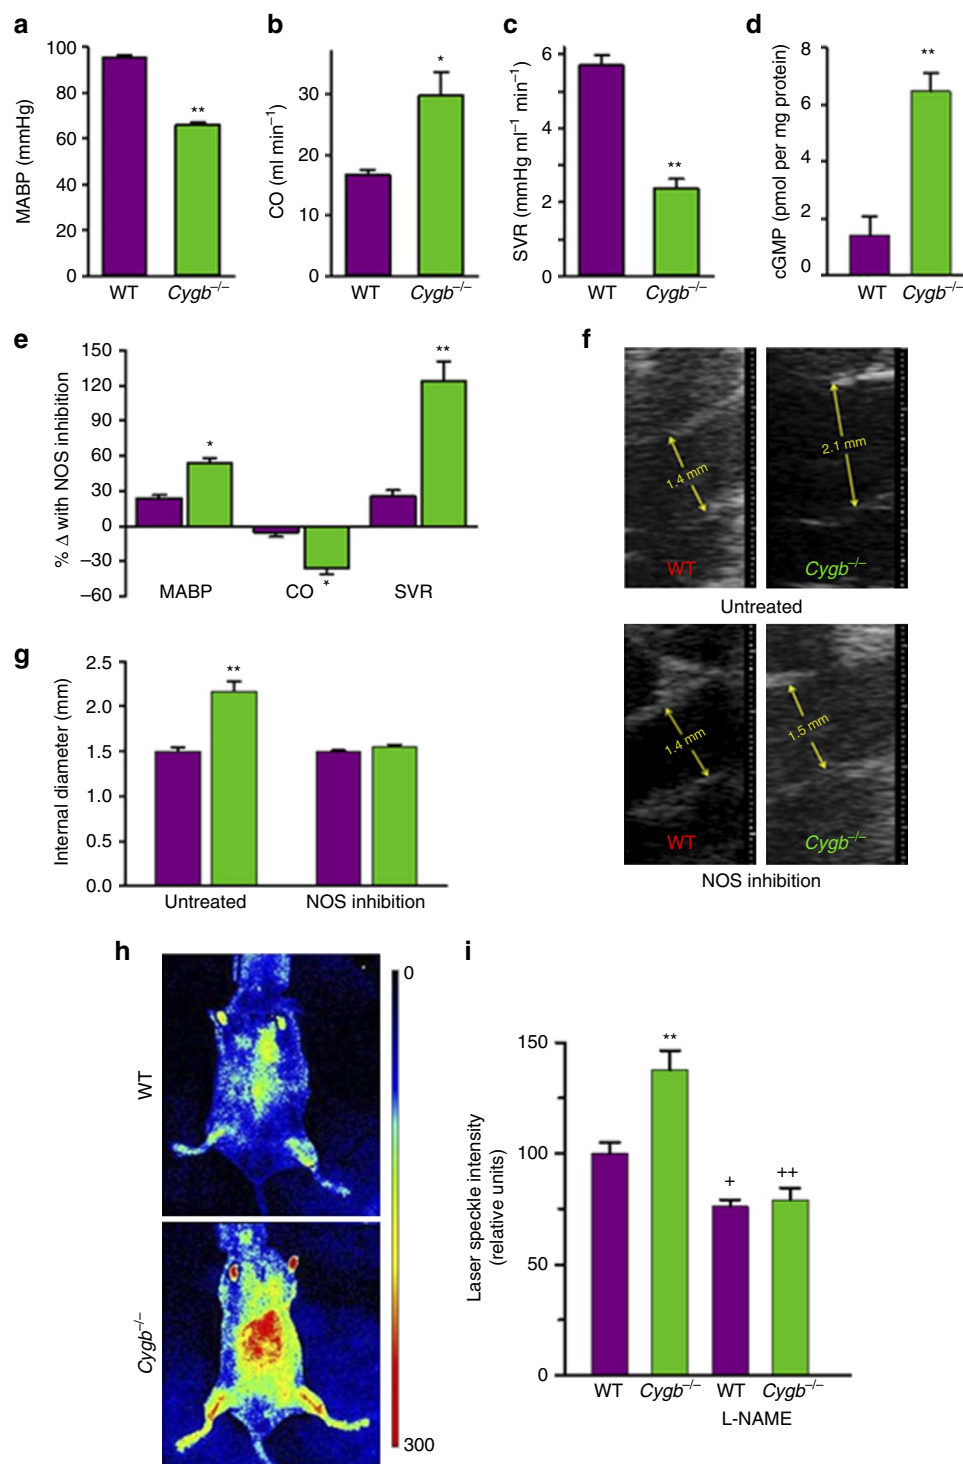 a
MABP (mmHg)
100
80
60
40
20
0
**
WT
Cygb–/–
b
CO (ml min–1)
30
20
10
0
*
WT
Cygb–/–
c
SVR (mmHg ml–1 min–1)
6
4
2
0
**
WT
Cygb–/–
d
cGMP (pmol per mg protein)
8
6
4
2
0
**
WT
Cygb–/–
e
% Δ with NOS inhibition
150
120
90
60
30
0
–30
–60
*
*
**
MABP
CO
SVR
f
1.4 mm
WT
2.1 mm
Cygb–/–
Untreated
1.4 mm
WT
1.5 mm
Cygb–/–
NOS inhibition
g
Internal diameter (mm)
2.5
2.0
1.5
1.0
0.5
0.0
**
Untreated
NOS inhibition
h
WT
Cygb–/–
0
300
i
Laser speckle intensity
(relative units)
150
100
50
0
**
+
++
WT
Cygb–/–
WT
Cygb–/–
L-NAME